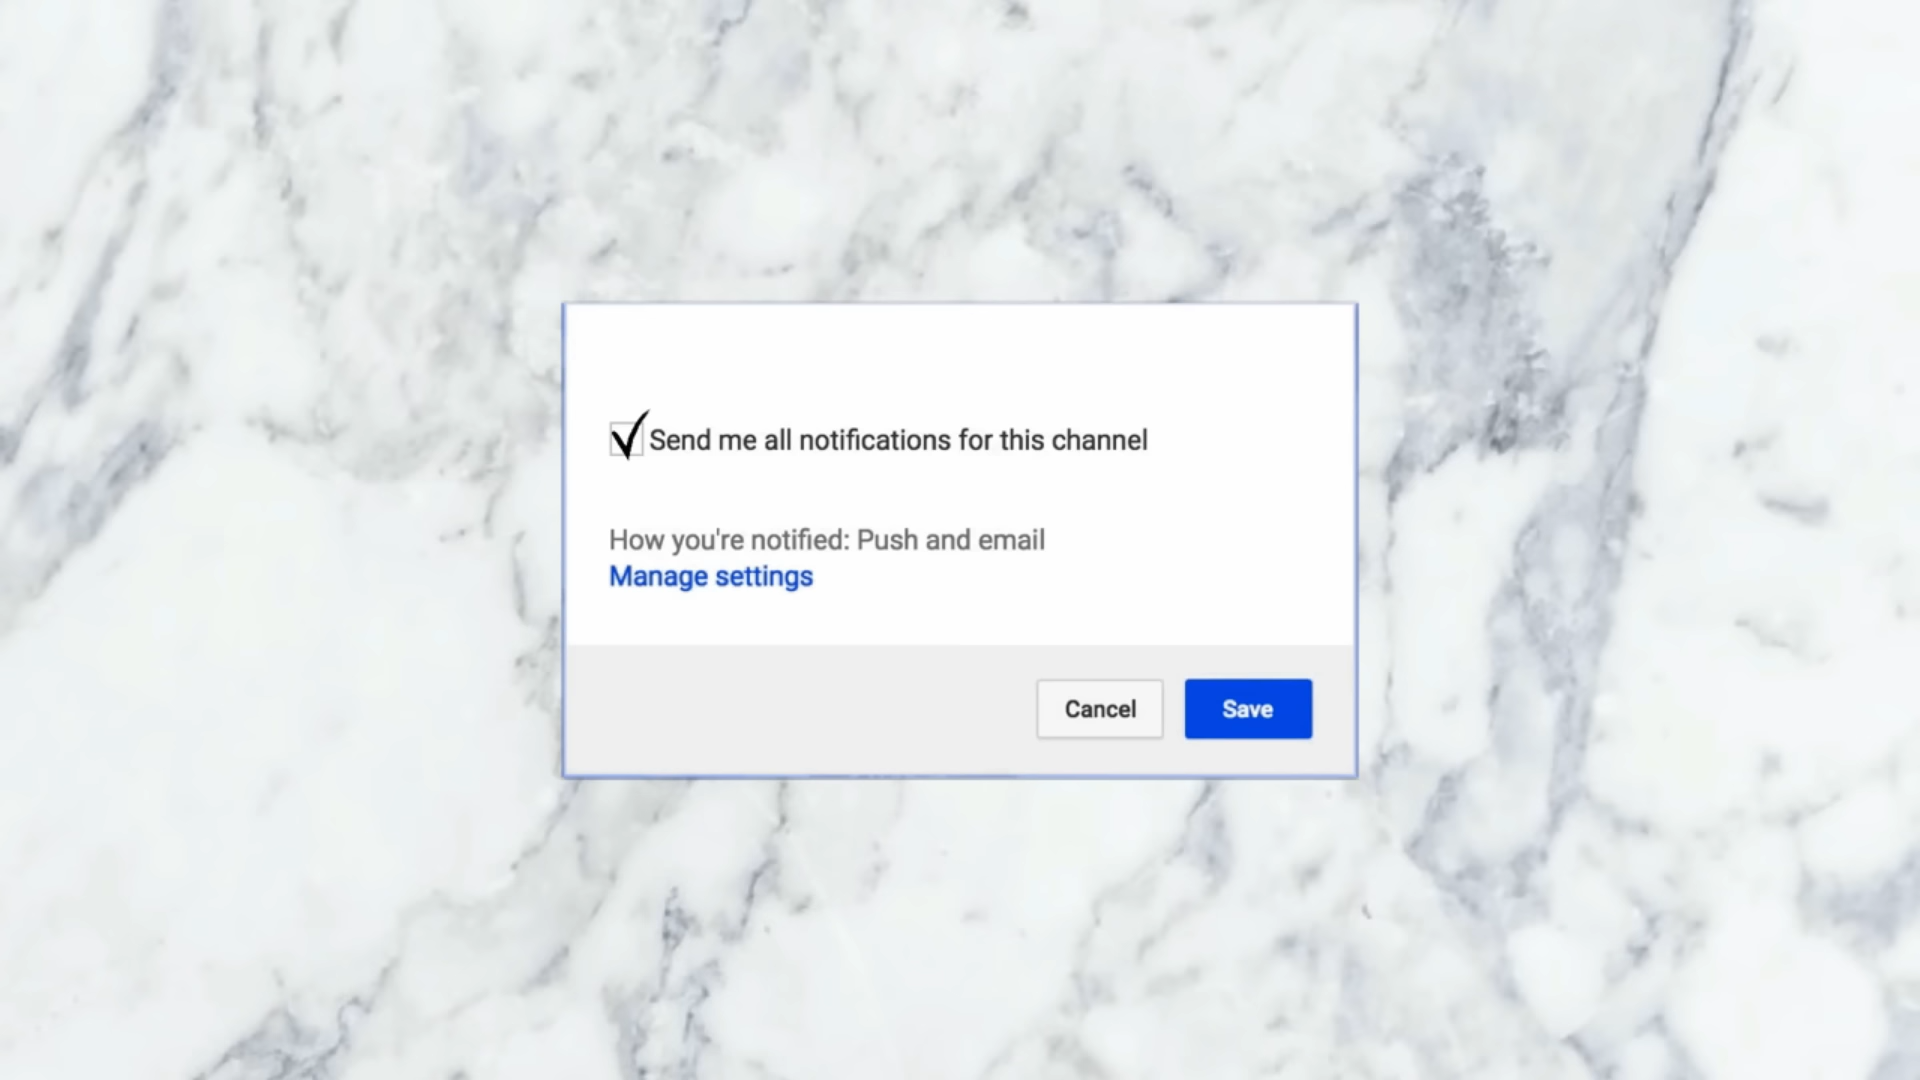 Send me all notifications for this channel
How you're notified: Push and email
Manage settings
Cancel
Save